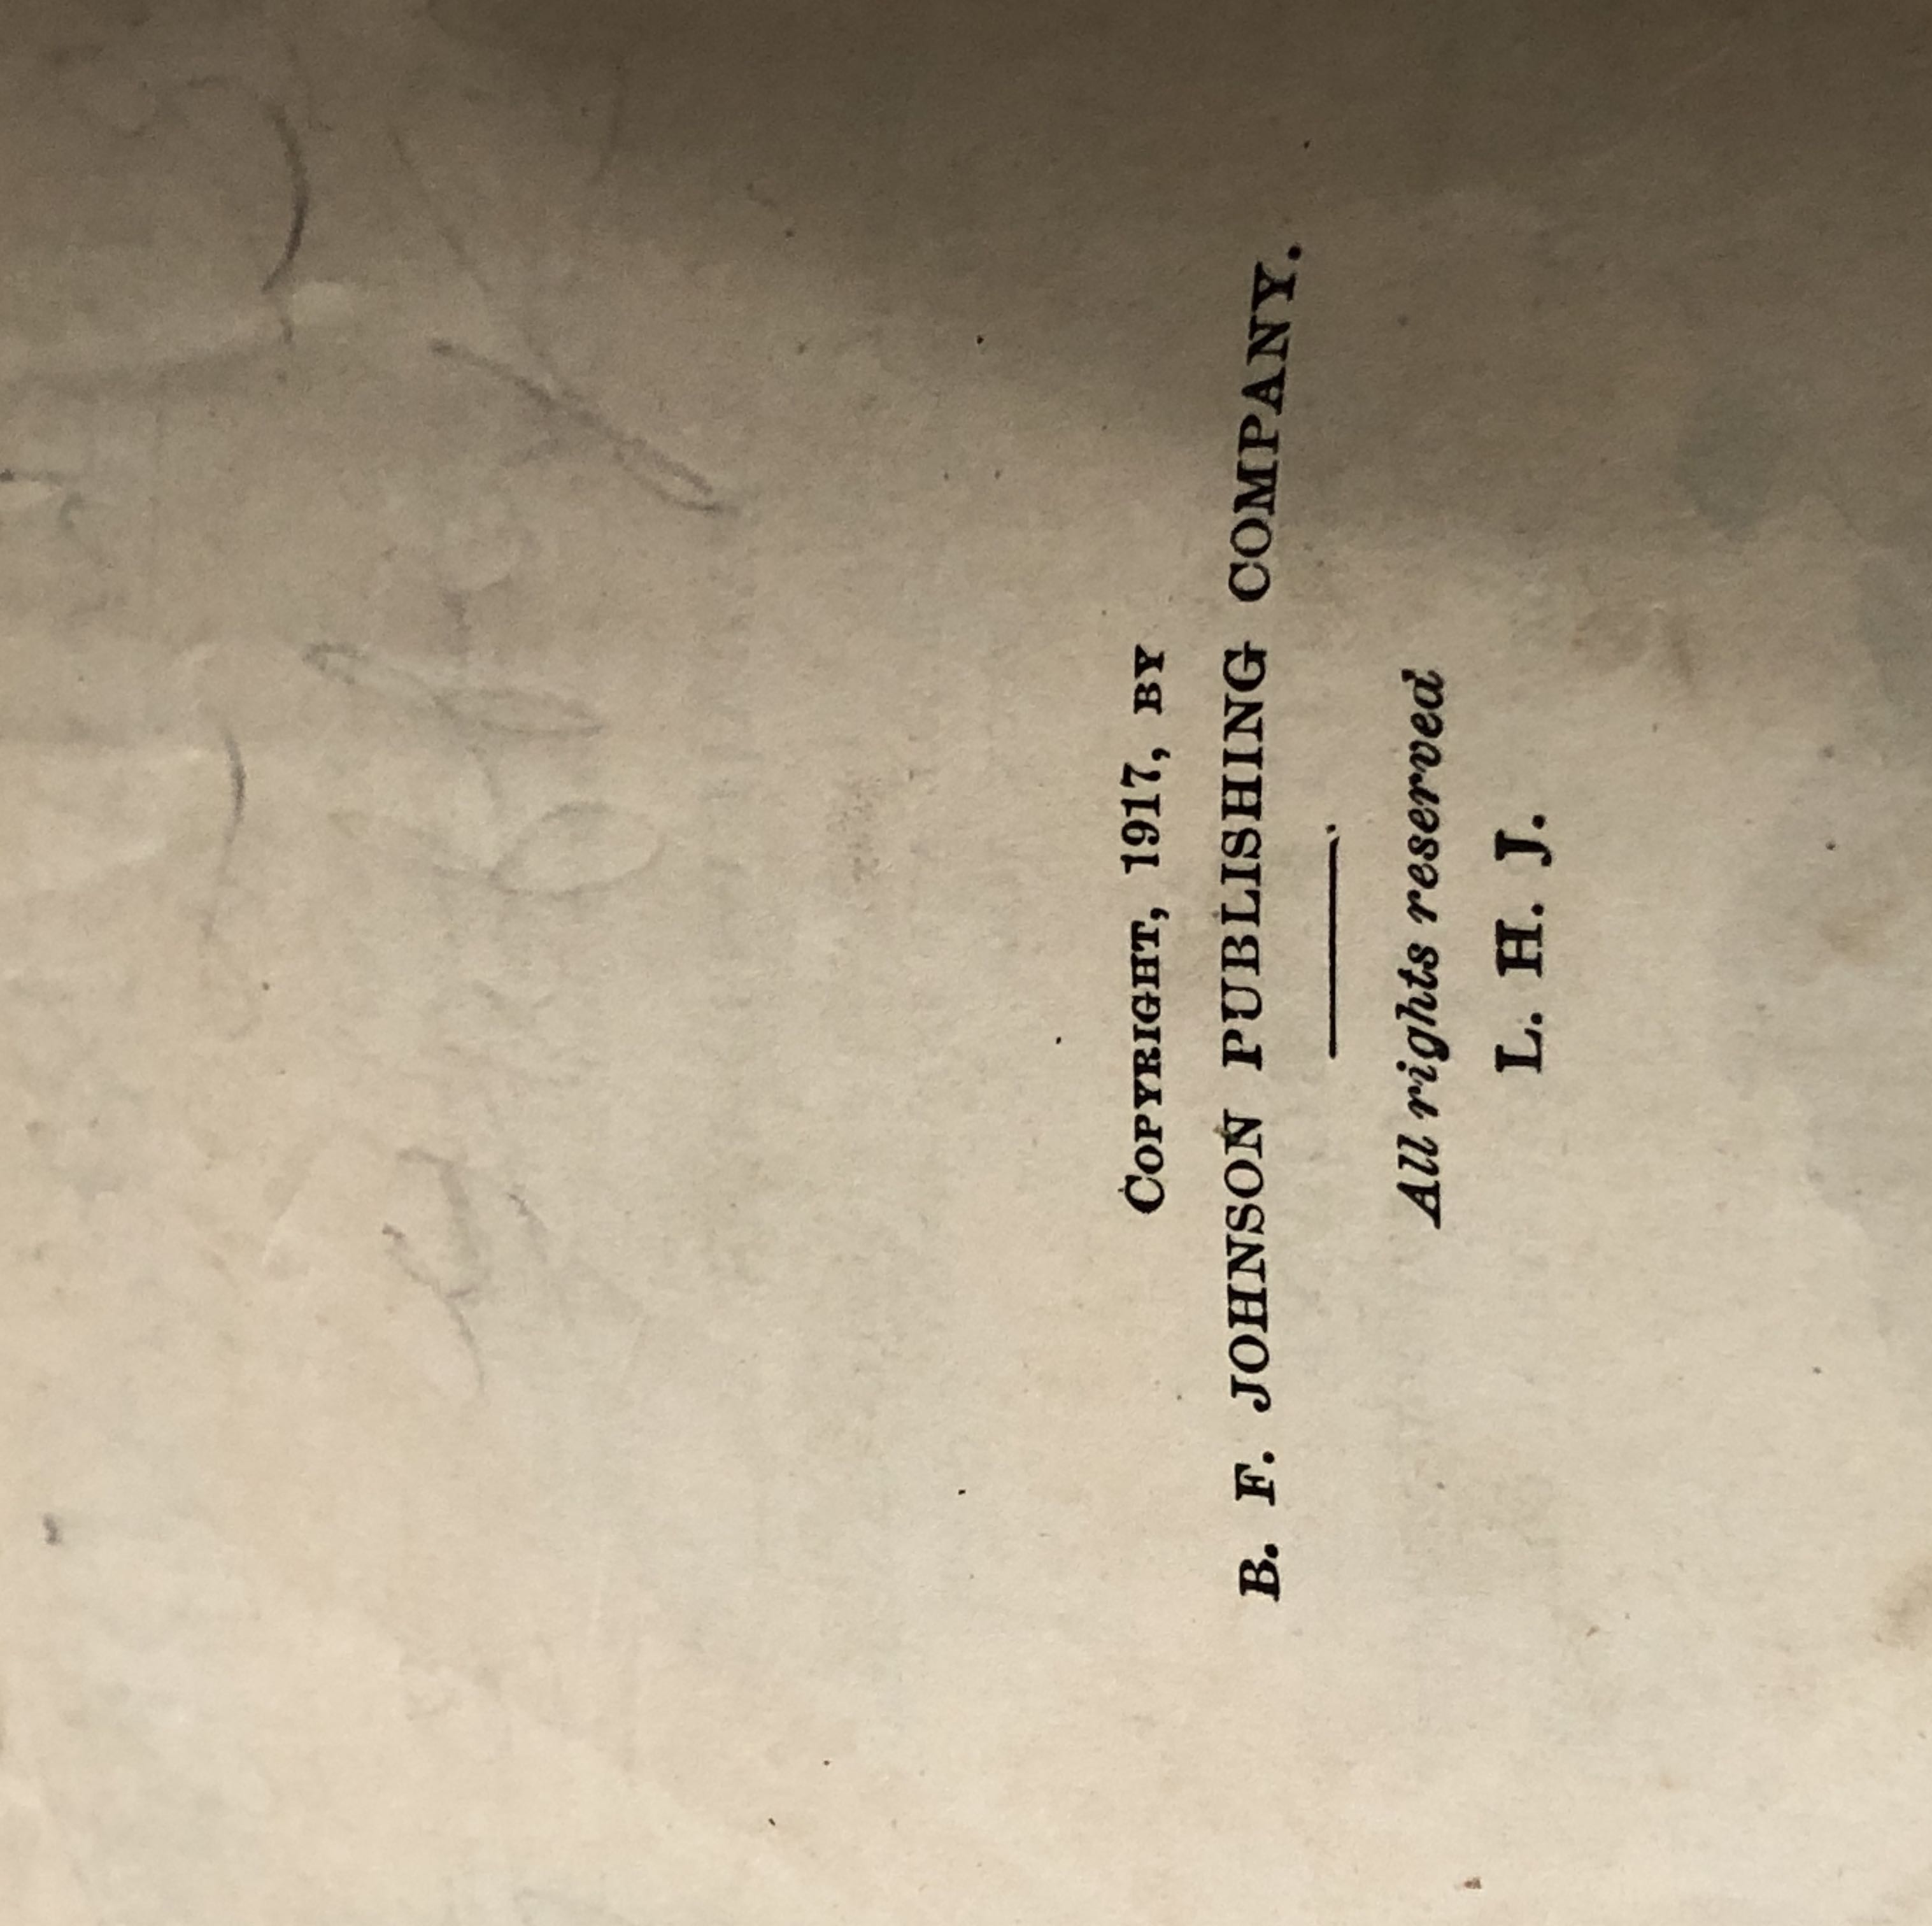 COPYRIGHT, 1917, BY
B. F. JOHNSON PUBLISHING COMPANY.
All rights reserved
L. H. J.